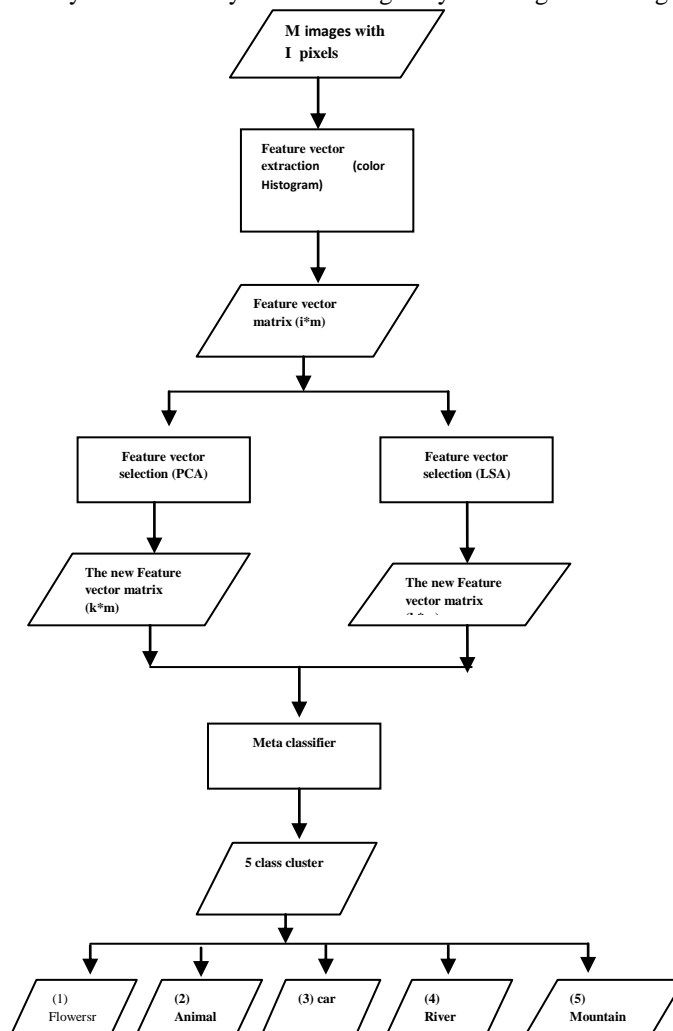 M images with
I pixels
Feature vector
extraction (color
Histogram)
Feature vector
matrix (i*m)
Feature vector
selection (PCA)
Feature vector
selection (LSA)
The new Feature
vector matrix
(k*m)
The new Feature
vector matrix
Meta classifier
5 class cluster
(1)
Flowersr
(2)
Animal
(3) car
(4)
River
(5)
Mountain